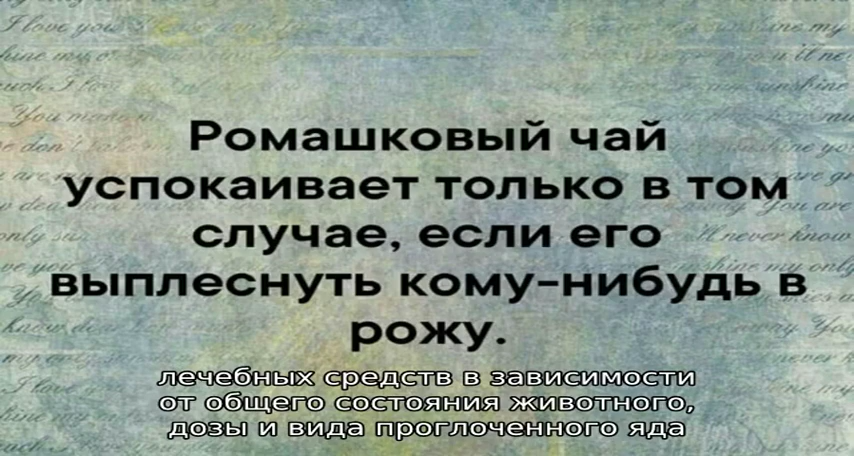 Ромашковый чай
успокаивает только в том
случае, если его
выплеснуть кому-нибудь в
рожу.
лечебных средств в зависимости
от общего состояния животного,
дозы и вида проглоченного яда